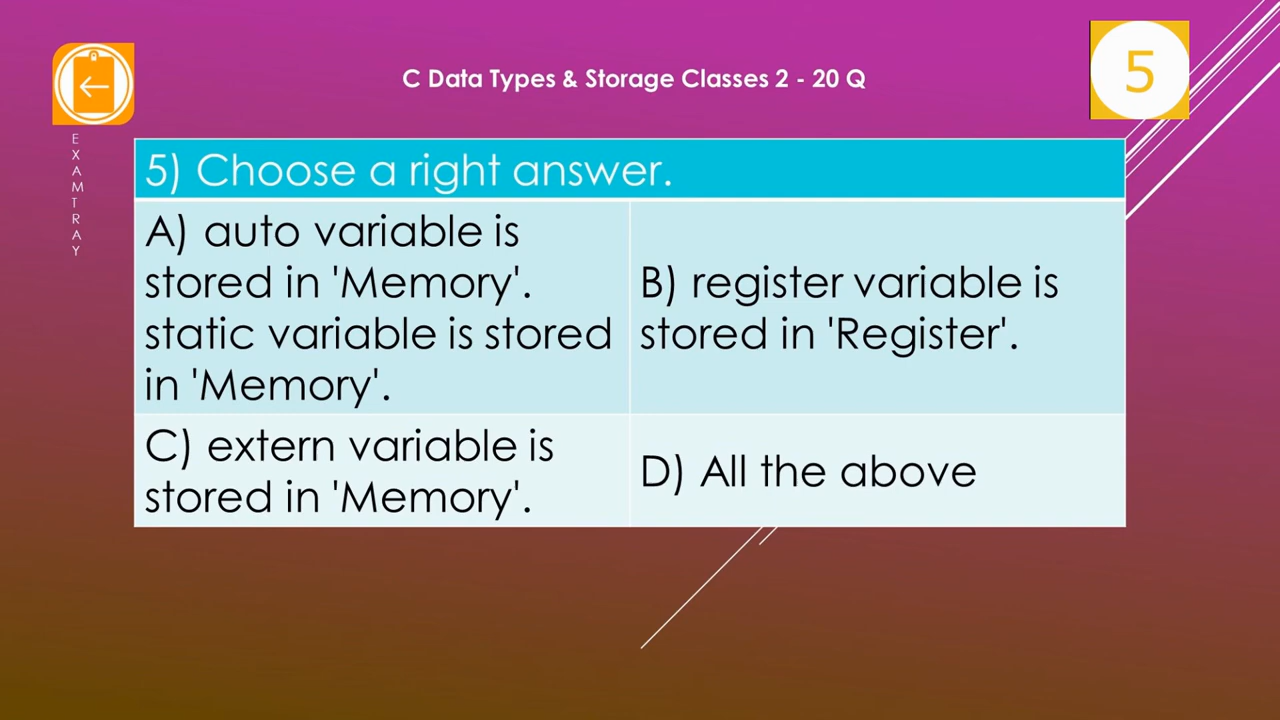 C Data Types & Storage Classes 2 - 20 Q
5
EXAMTRAY
5) Choose a right answer.
A) auto variable is
stored in 'Memory'.
static variable is stored
in 'Memory'.
B) register variable is
stored in 'Register'.
C) extern variable is
stored in 'Memory'.
D) All the above